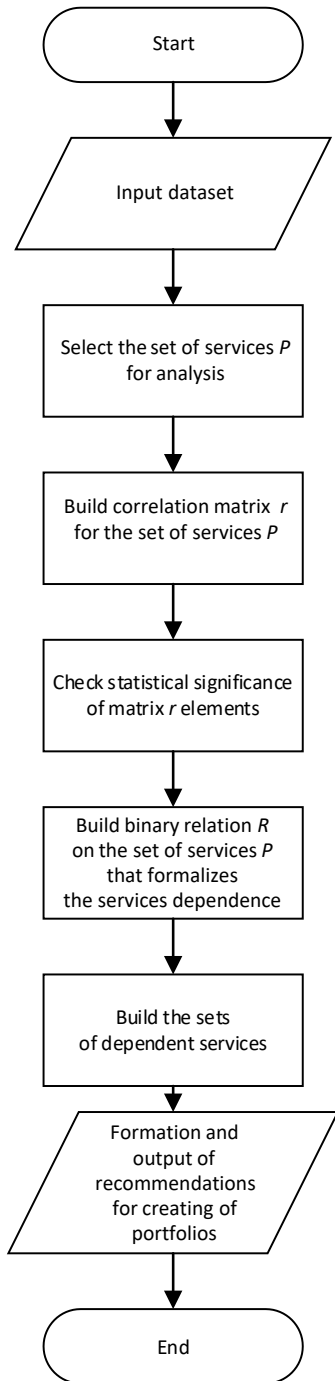 Start
Input dataset
Select the set of services P
for analysis
Build correlation matrix r
for the set of services P
Check statistical significance
of matrix r elements
Build binary relation R
on the set of services P
that formalizes
the services dependence
Build the sets
of dependent services
Formation and
output of
recommendations
for creating of
portfolios
End